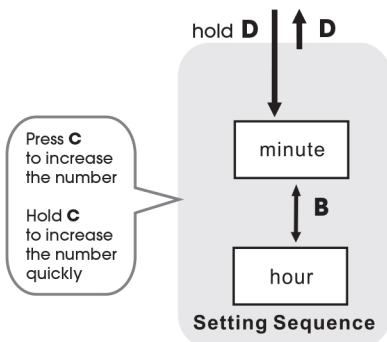 hold D
D
Press C
to increase
the number
Hold C
to increase
the number
quickly
minute
B
hour
Setting Sequence